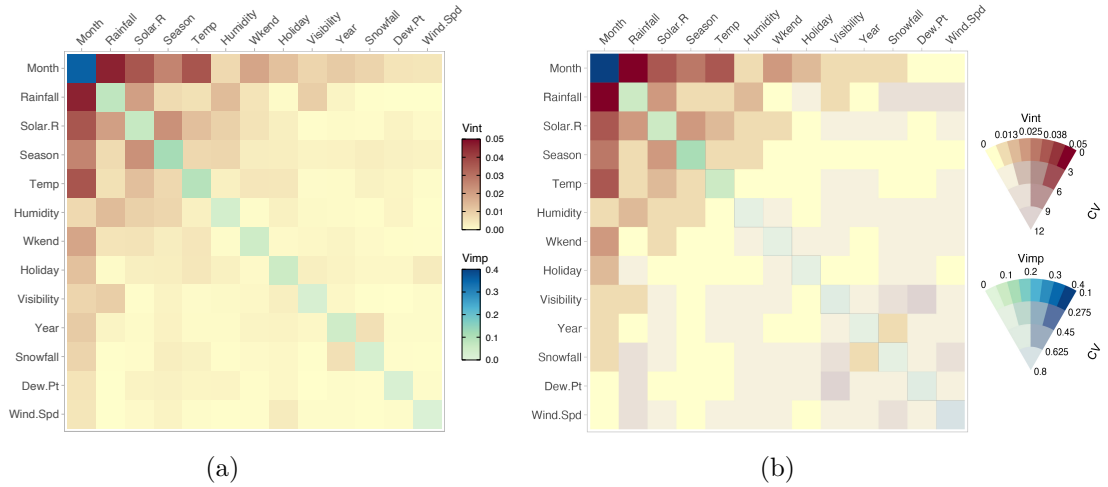 Month Rainfall Solar.R Season Temp Humidity Wkend Holiday Visibility Year Snowfall Dew.Pt Wind.Spd
Month
Rainfall
Solar.R
Season
Temp
Humidity
Wkend
Holiday
Visibility
Year
Snowfall
Dew.Pt
Wind.Spd
Vint
0.05
0.04
0.03
0.02
0.01
0.00
Vimp
0.4
0.3
0.2
0.1
0.0
(a)
Month Rainfall Solar.R Season Temp Humidity Wkend Holiday Visibility Year Snowfall Dew.Pt Wind.Spd
Month
Rainfall
Solar.R
Season
Temp
Humidity
Wkend
Holiday
Visibility
Year
Snowfall
Dew.Pt
Wind.Spd
Vint
0 0.013 0.025 0.038 0.05
0
3
6
9
12
CV
Vimp
0 0.1 0.2 0.3 0.4
0.1
0.275
0.45
0.625
0.8
CV
(b)